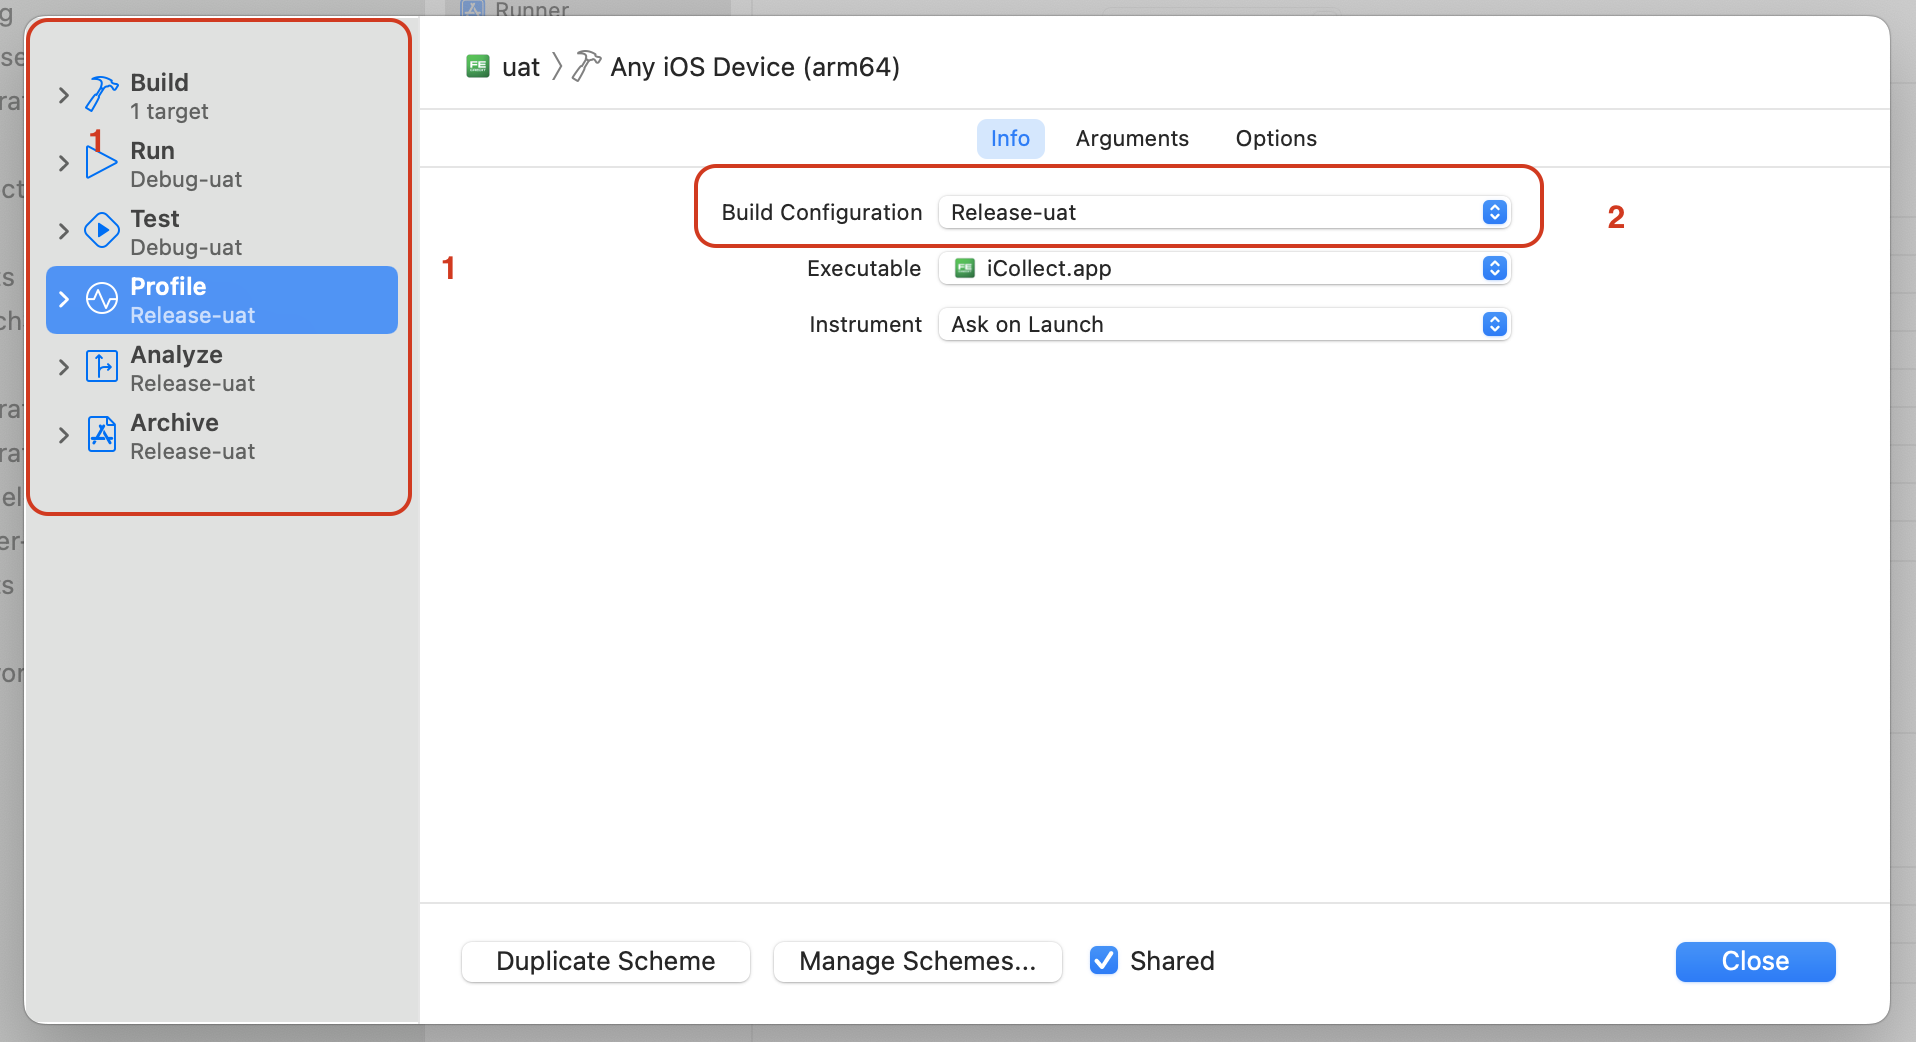 Runner
uat
Any iOS Device (arm64)
Build
1 target
1
Run
Debug-uat
Test
Debug-uat
Profile
Release-uat
Analyze
Release-uat
Archive
Release-uat
1
Info
Arguments
Options
Build Configuration
Release-uat
2
Executable
FE
iCollect.app
Instrument
Ask on Launch
Duplicate Scheme
Manage Schemes...
Shared
Close